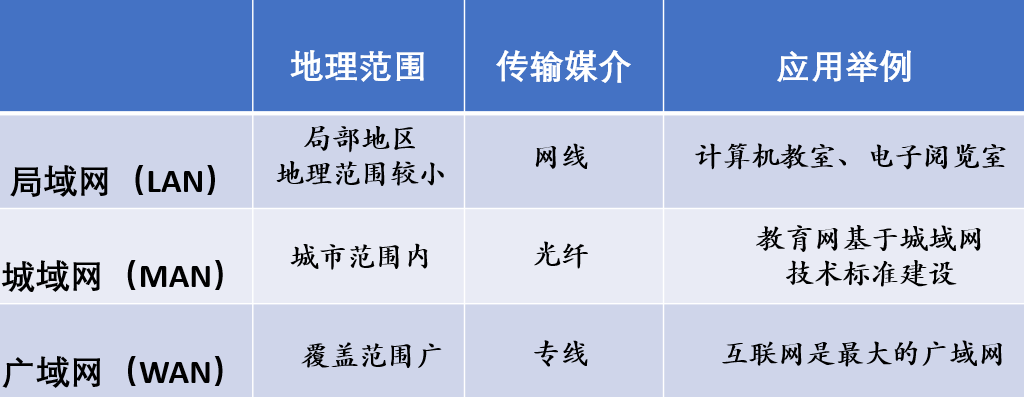 地理范围 传输媒介 应用举例
局域网（LAN） 局部地区 网线 计算机教室、电子阅览室
地理范围较小
城域网（MAN） 城市范围内 光纤 教育网基于城域网
技术标准建设
广域网（WAN） 覆盖范围广 专线 互联网是最大的广域网